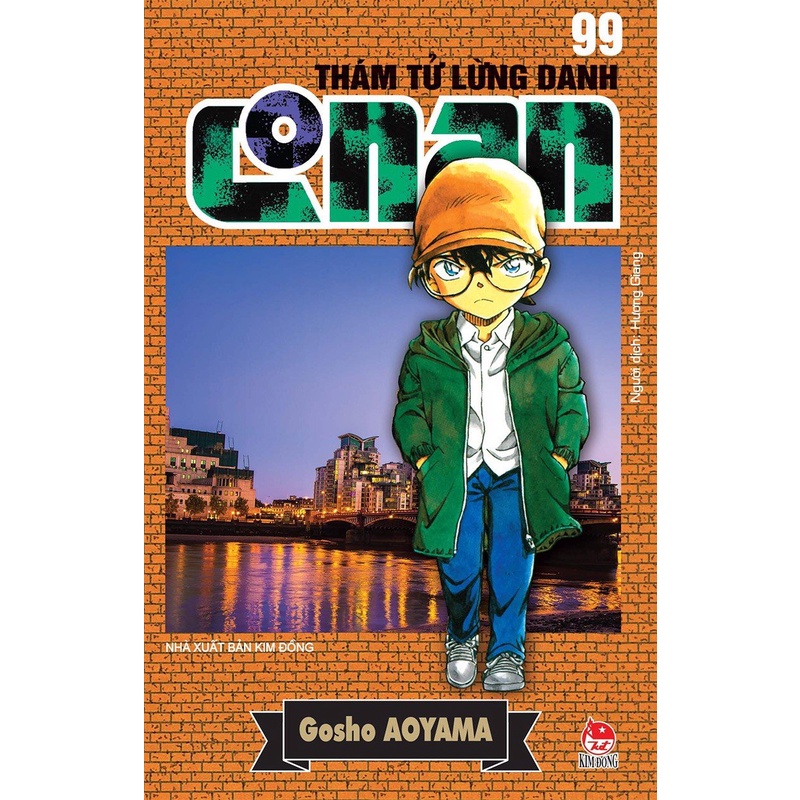 99
THÁM TỬ LỪNG DANH
Conan
Người dịch: Hương Giang
NHÀ XUẤT BẢN KIM ĐỒNG
Gosho AOYAMA
KIM ĐỒNG